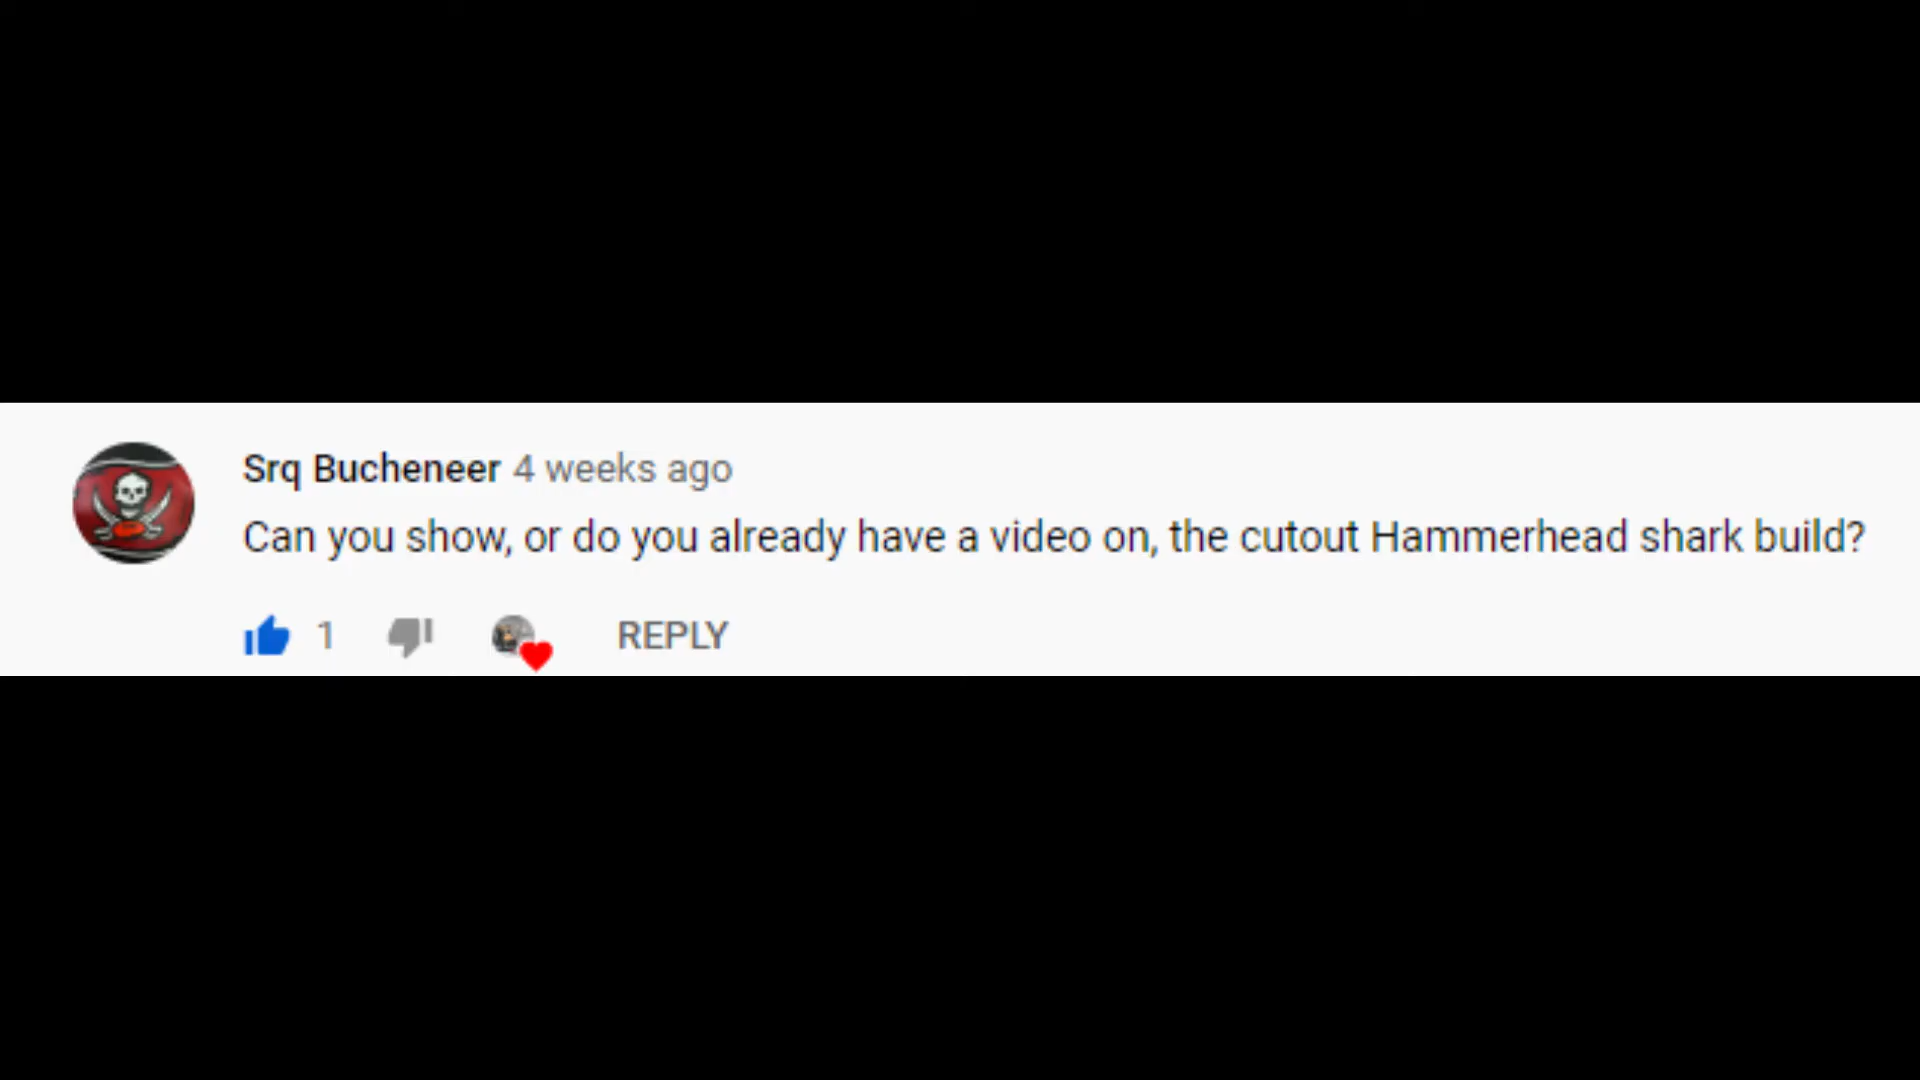 Srq Bucheneer 4 weeks ago
Can you show, or do you already have a video on, the cutout Hammerhead shark build?
1 REPLY